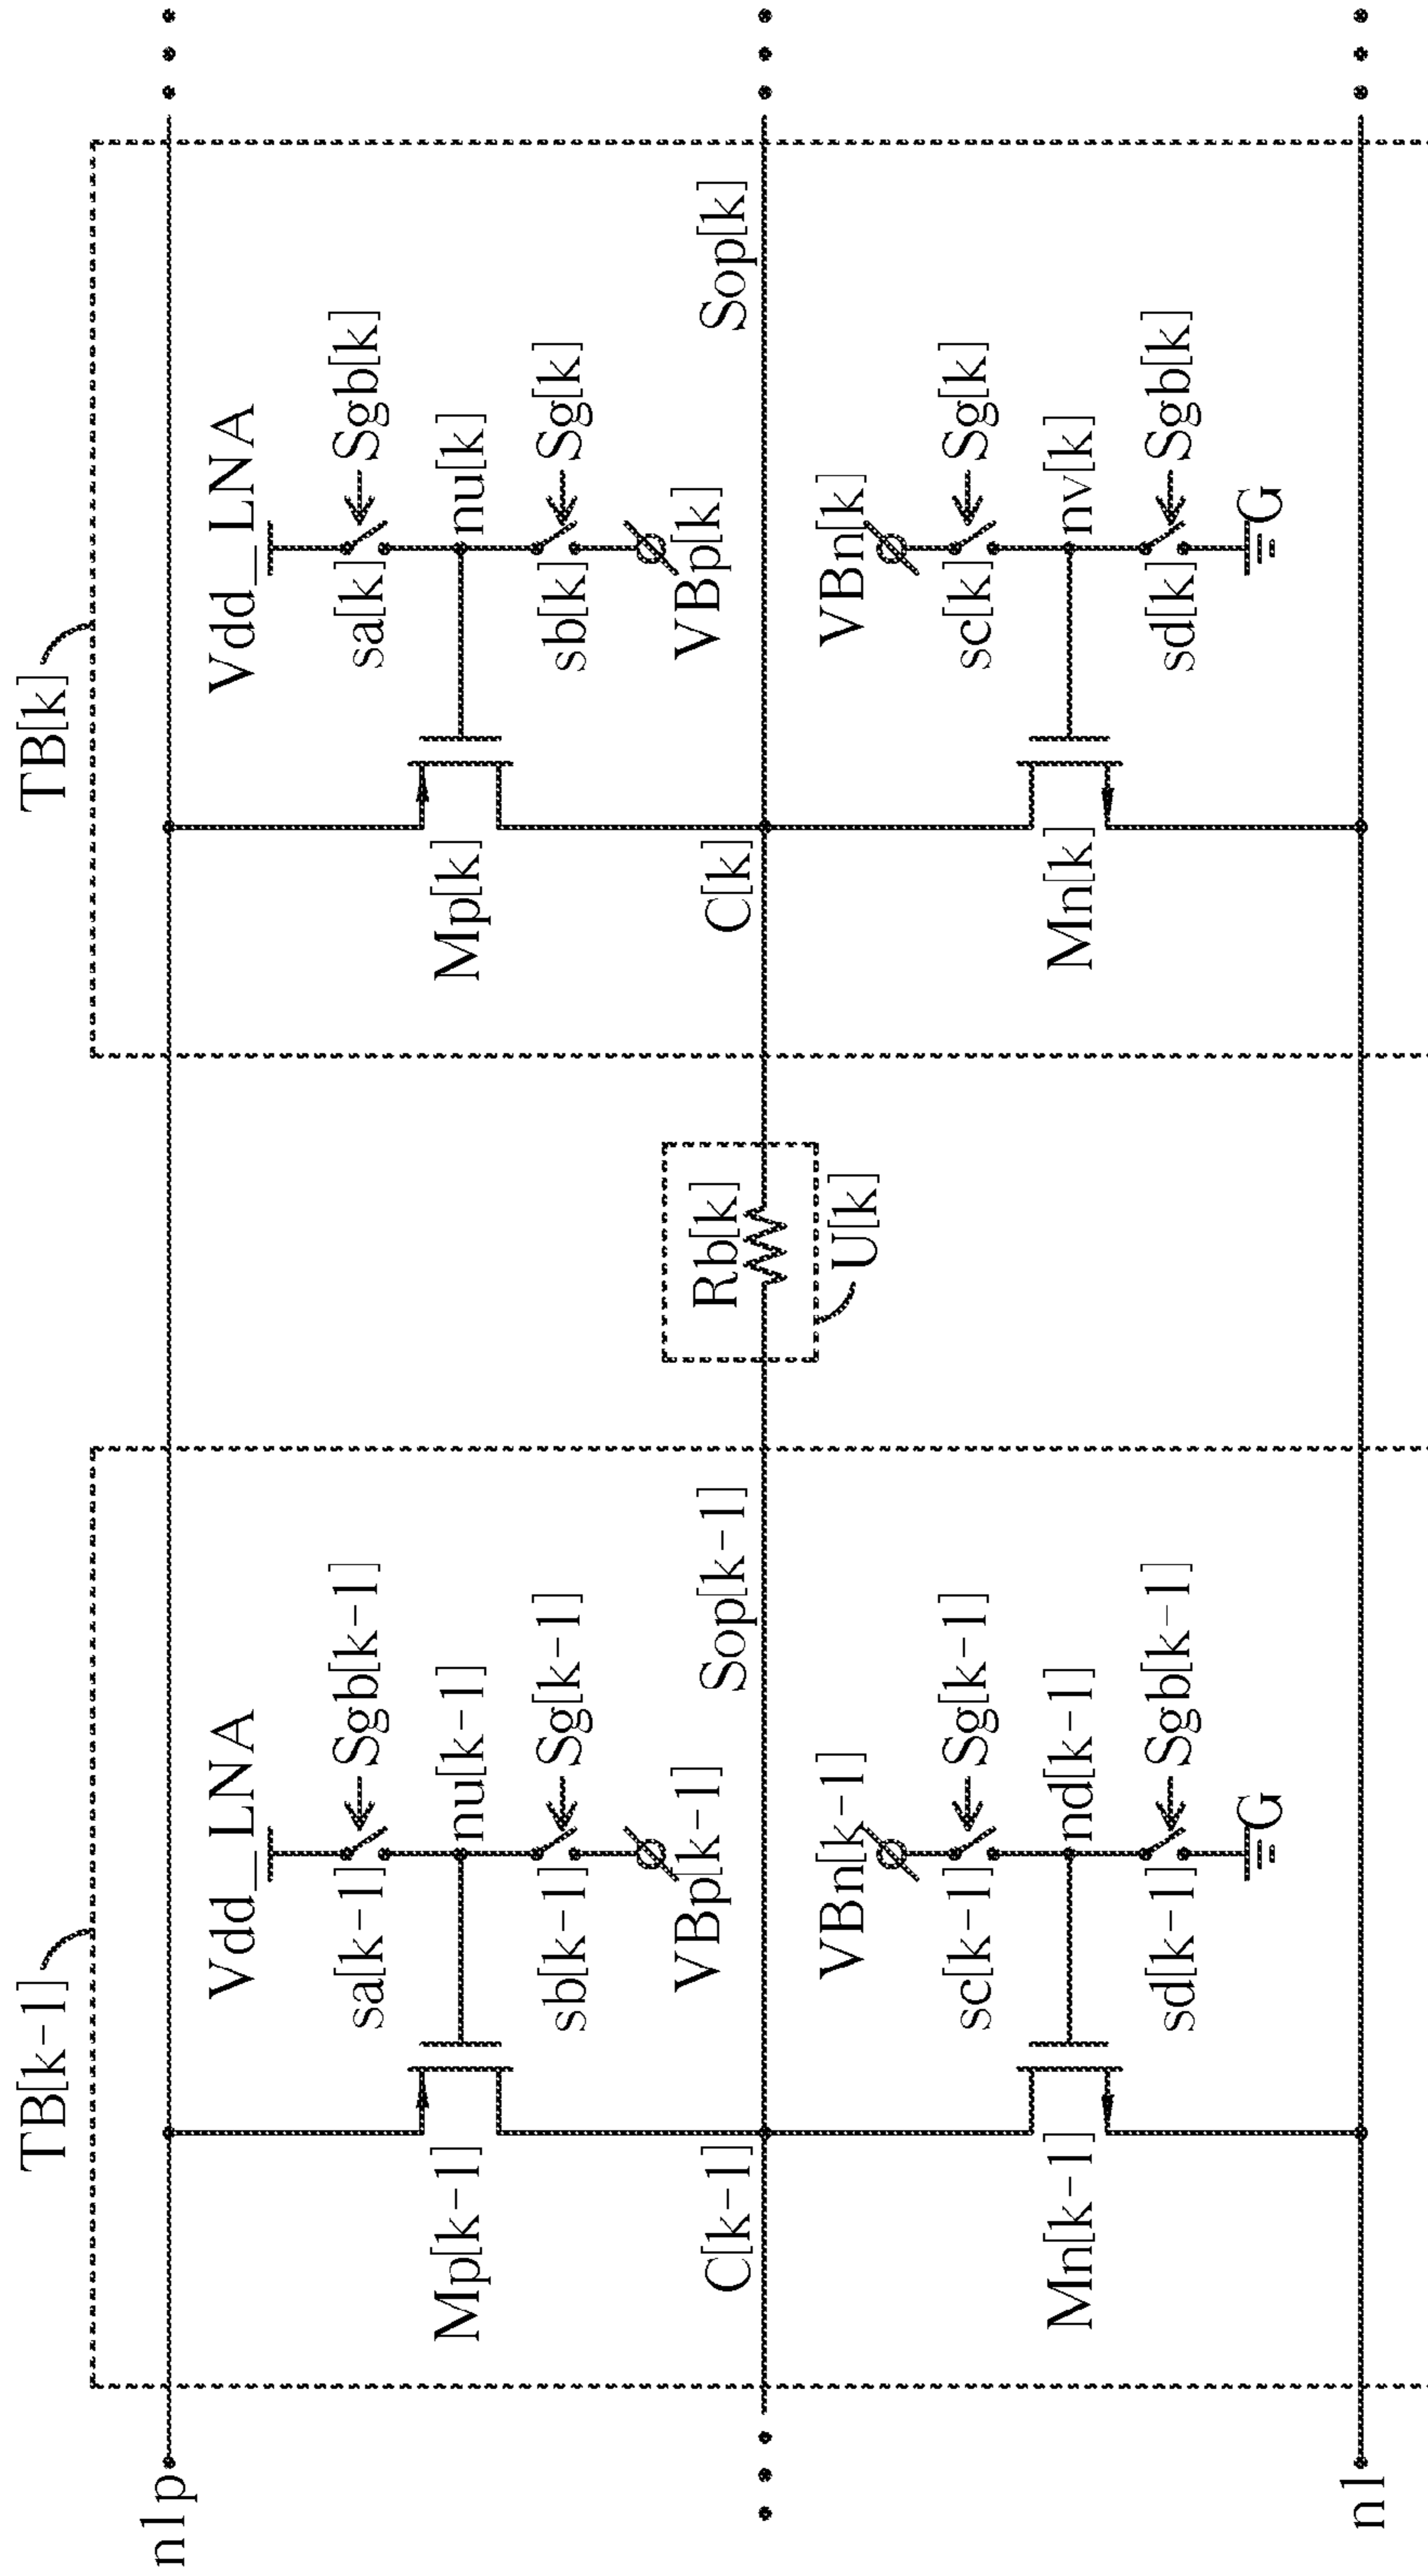 TB[k-1]
TB[k]
n1p
Vdd_LNA
Vdd_LNA
sa[k-1]
Sgb[k-1]
sa[k]
Sgb[k]
Mp[k-1]
nu[k-1]
Mp[k]
nu[k]
sb[k-1]
Sg[k-1]
sb[k]
Sg[k]
VBp[k-1]
VBp[k]
C[k-1]
Sop[k-1]
Rb[k]
C[k]
Sop[k]
VBn[k-1]
U[k]
VBn[k]
sc[k-1]
Sg[k-1]
sc[k]
Sg[k]
Mn[k-1]
nd[k-1]
Mn[k]
nv[k]
sd[k-1]
Sgb[k-1]
sd[k]
Sgb[k]
G
G
n1